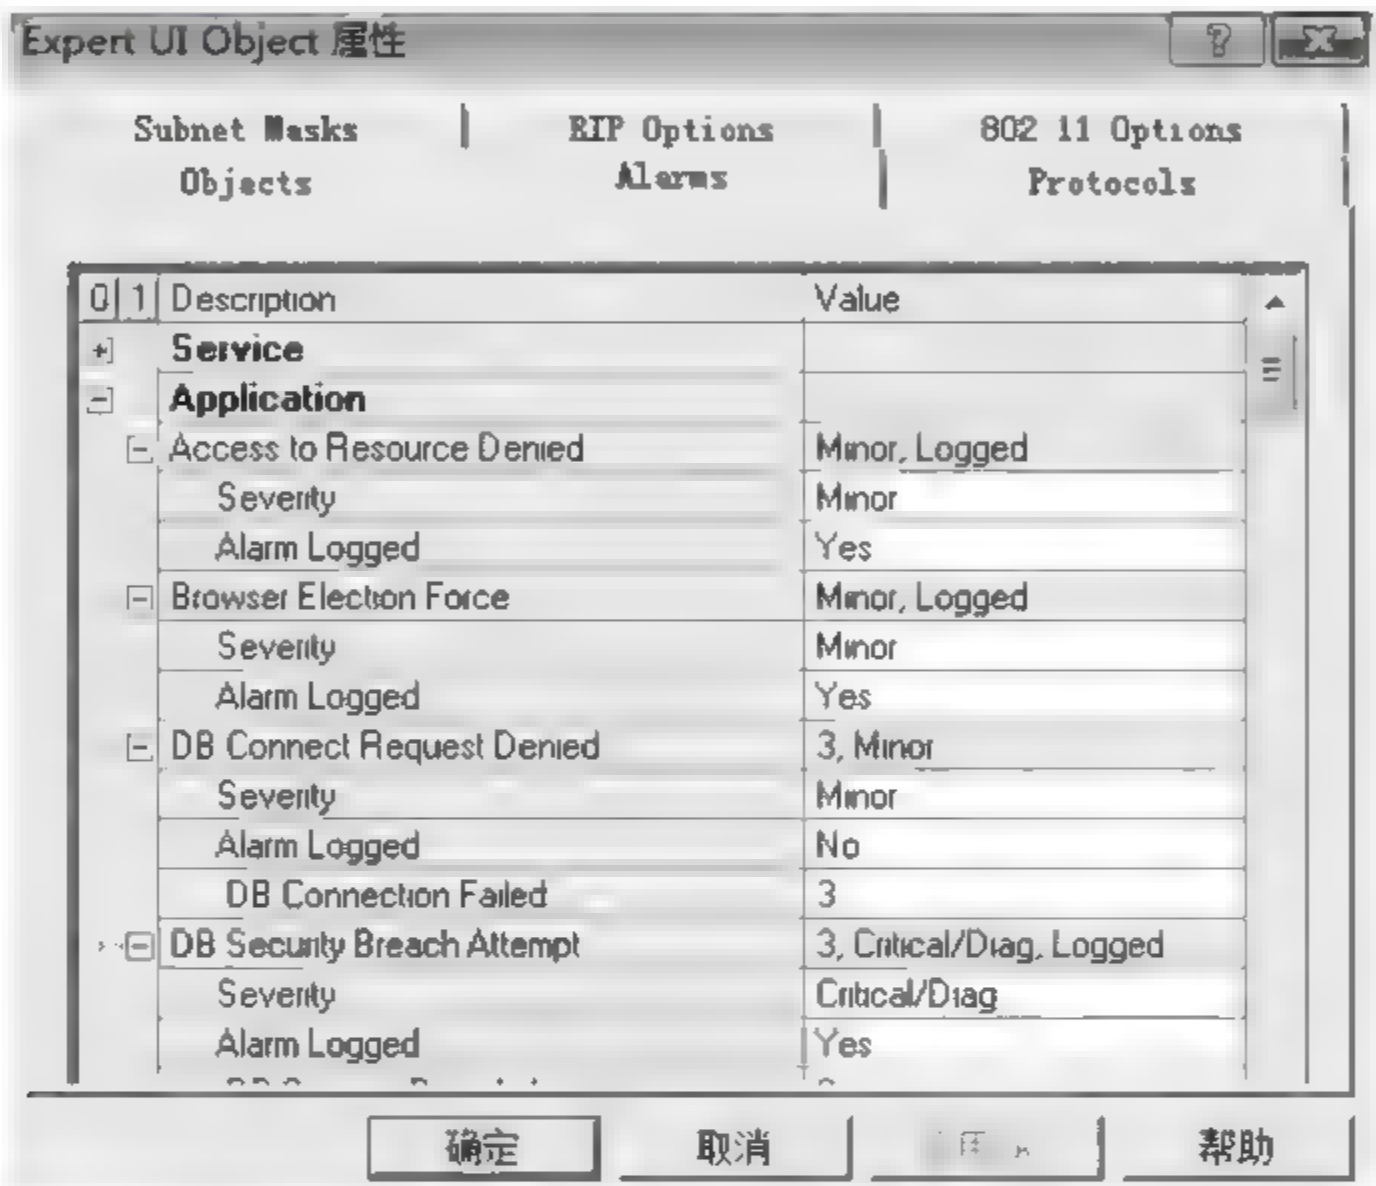 Expert UI Object 属性
Subnet Masks RIP Options 802 11 Options
Objects Alarms Protocols
0 1 Description Value
Service
Application
Access to Resource Denied Minor, Logged
Severity Minor
Alarm Logged Yes
Browser Election Force Minor, Logged
Severity Minor
Alarm Logged Yes
DB Connect Request Denied 3, Minor
Severity Minor
Alarm Logged No
DB Connection Failed 3
DB Security Breach Attempt 3, Critical/Diag, Logged
Severity Critical/Diag
Alarm Logged Yes
确定 取消 帮助